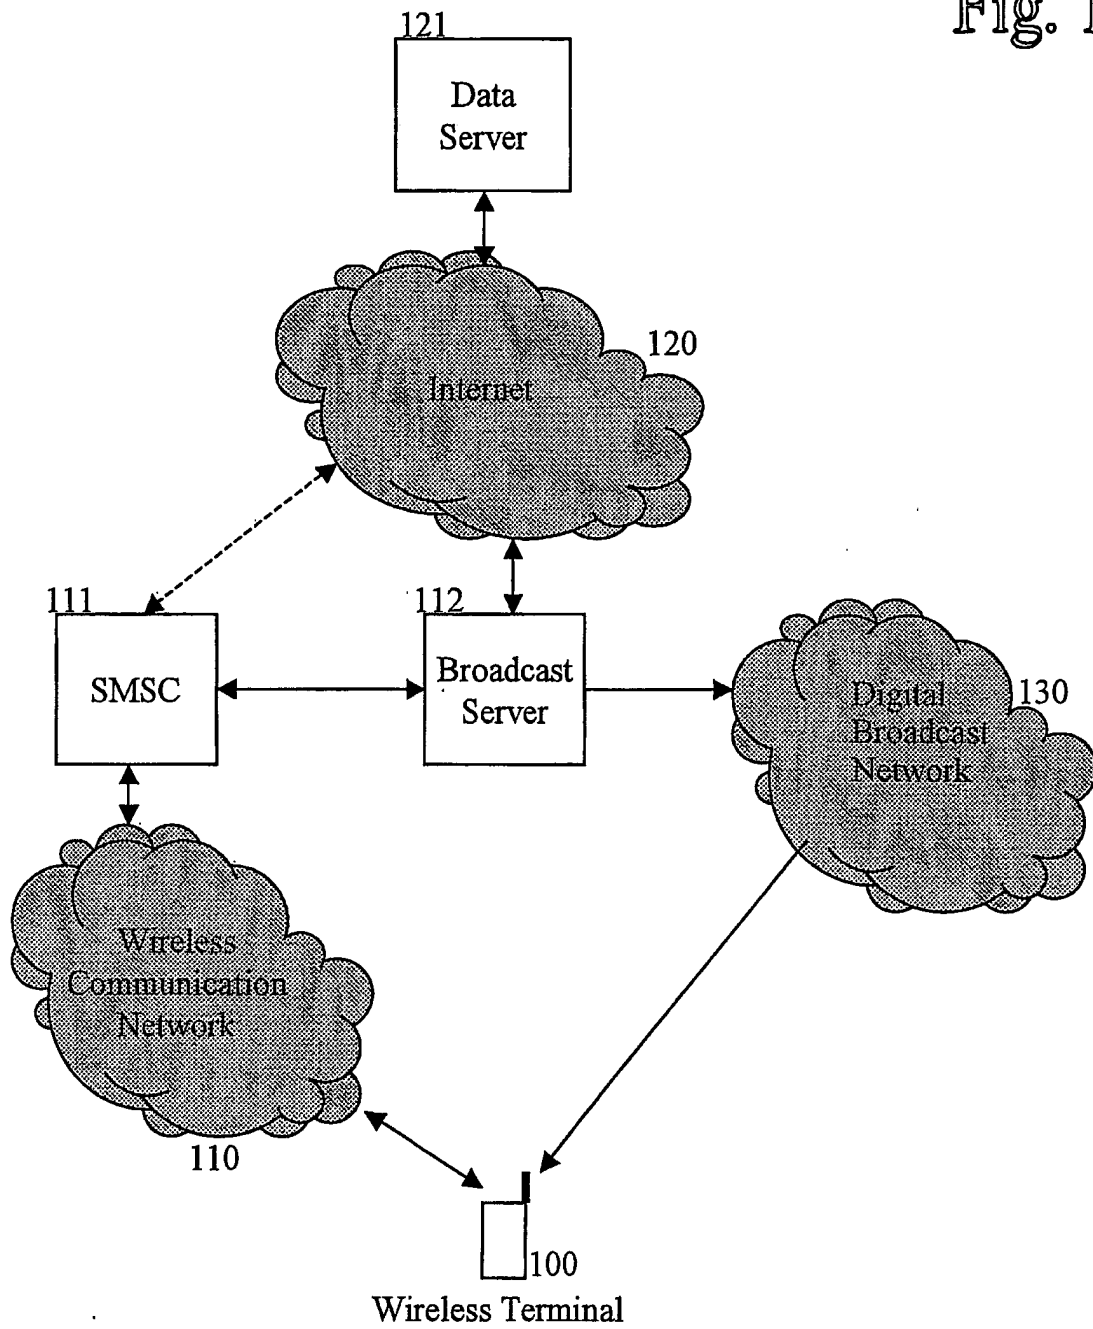 Fig. 1
121
Data
Server
120
Internet
111
SMSC
112
Broadcast
Server
130
Digital
Broadcast
Network
Wireless
Communication
Network
110
100
Wireless Terminal